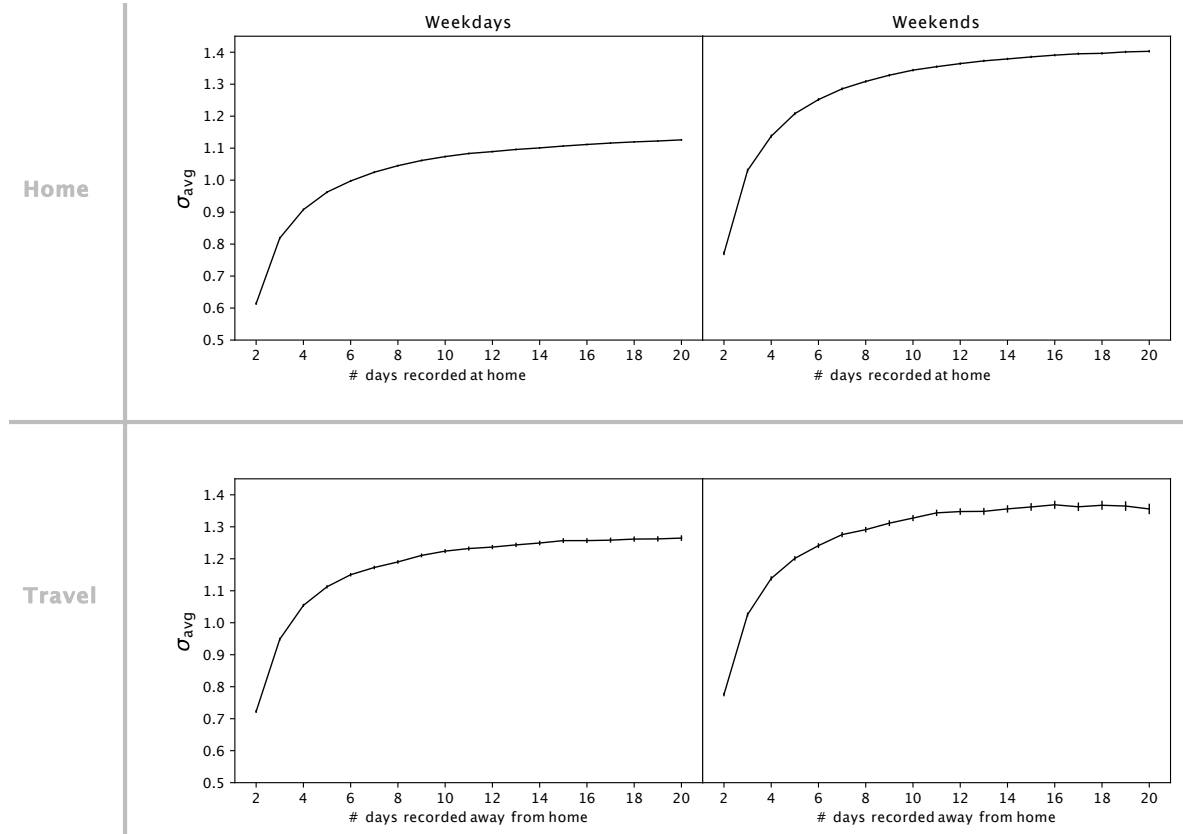 Weekdays Weekends
Home
σavg
1.4
1.3
1.2
1.1
1.0
0.9
0.8
0.7
0.6
0.5
2 4 6 8 10 12 14 16 18 20 2 4 6 8 10 12 14 16 18 20
# days recorded at home # days recorded at home
Travel
σavg
1.4
1.3
1.2
1.1
1.0
0.9
0.8
0.7
0.6
0.5
2 4 6 8 10 12 14 16 18 20 2 4 6 8 10 12 14 16 18 20
# days recorded away from home # days recorded away from home